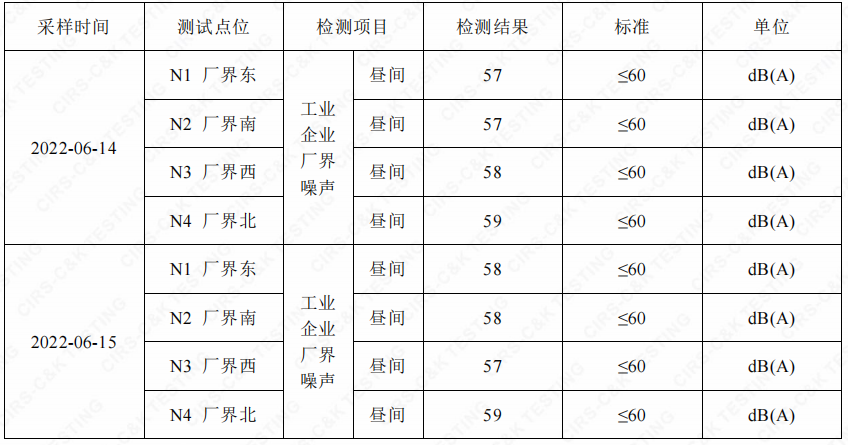 采样时间 测试点位 检测项目 检测结果 标准 单位
2022-06-14 N1 厂界东 工业企业厂界噪声 昼间 57 ≤60 dB(A)
N2 厂界南 昼间 57 ≤60 dB(A)
N3 厂界西 昼间 58 ≤60 dB(A)
N4 厂界北 昼间 59 ≤60 dB(A)
2022-06-15 N1 厂界东 工业企业厂界噪声 昼间 58 ≤60 dB(A)
N2 厂界南 昼间 58 ≤60 dB(A)
N3 厂界西 昼间 57 ≤60 dB(A)
N4 厂界北 昼间 59 ≤60 dB(A)
CIRS-C&K TESTING